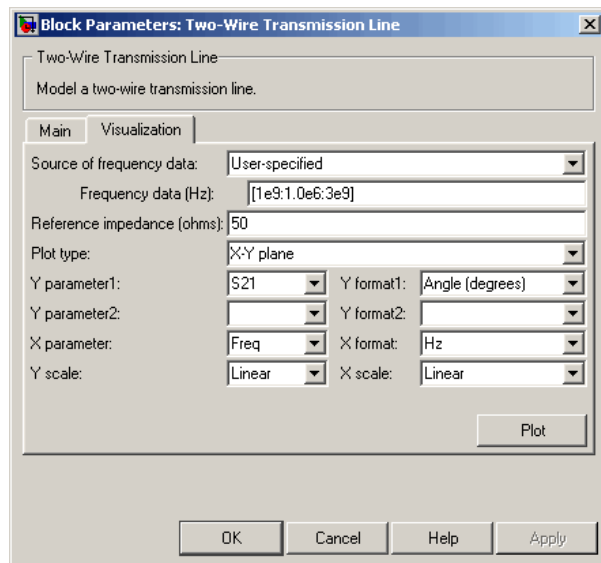 Block Parameters: Two-Wire Transmission Line
Two-Wire Transmission Line
Model a two-wire transmission line.
Main Visualization
Source of frequency data: User-specified
Frequency data (Hz): [1e9:1.0e6:3e9]
Reference impedance (ohms): 50
Plot type: X-Y plane
Y parameter1: S21 Y format1: Angle (degrees)
Y parameter2: Y format2:
X parameter: Freq X format: Hz
Y scale: Linear X scale: Linear
Plot
OK Cancel Help Apply